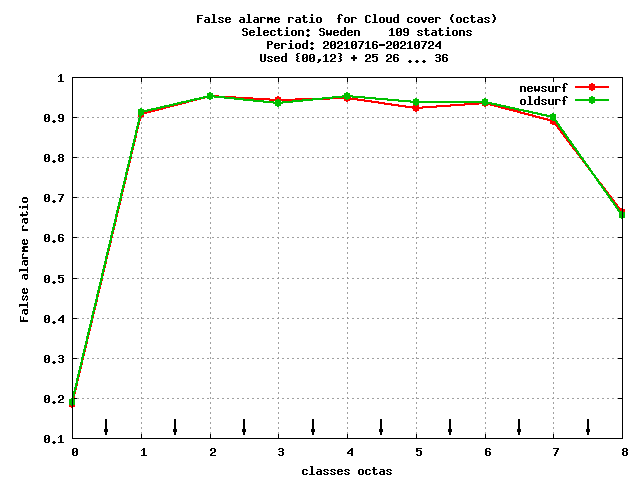 False alarme ratio  for Cloud cover (octas)
Selection: Sweden    109 stations
Period: 20210716-20210724
Used {00,12} + 25 26 ... 36
newsurf
oldsurf
1
0.9
0.8
0.7
0.6
0.5
0.4
0.3
0.2
0.1
False alarme ratio
0 1 2 3 4 5 6 7 8
classes octas